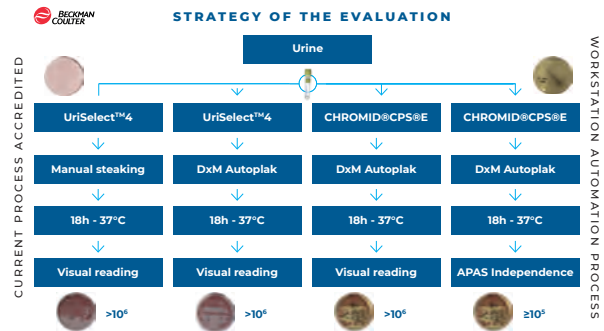 BECKMAN
COULTER
STRATEGY OF THE EVALUATION
Urine
CURRENT PROCESS ACCREDITED
WORKSTATION AUTOMATION PROCESS
UriSelect™4
UriSelect™4
CHROMID®CPS®E
CHROMID®CPS®E
Manual steaking
DxM Autoplak
DxM Autoplak
DxM Autoplak
18h - 37°C
18h - 37°C
18h - 37°C
18h - 37°C
Visual reading
Visual reading
Visual reading
APAS Independence
>10⁶
>10⁶
>10⁶
≥10⁵